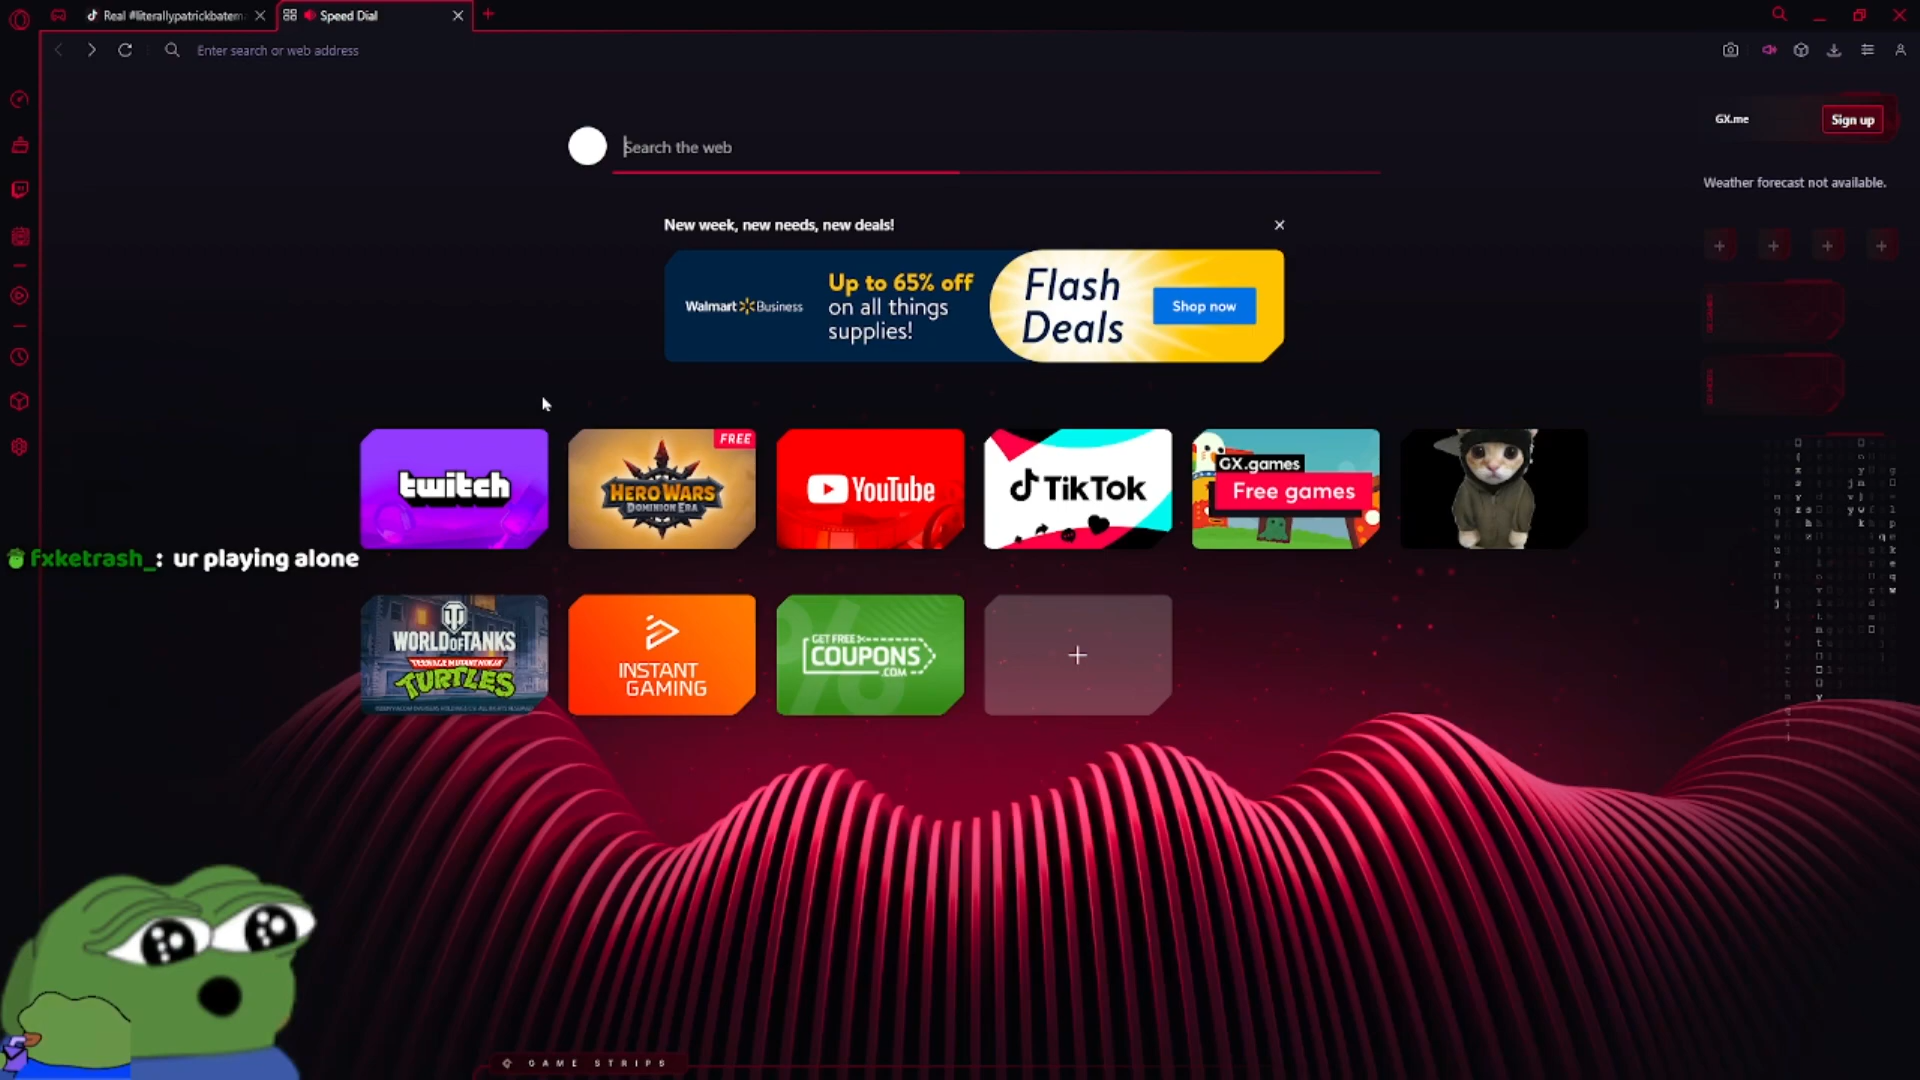 Real #literallypatrickbatem
Speed Dial
Enter search or web address
GX.me
Sign up
Search the web
Weather forecast not available.
New week, new needs, new deals!
Walmart Business
Up to 65% off
on all things
supplies!
Flash
Deals
Shop now
twitch
FREE
HERO WARS
DOMINION ERA
YouTube
TikTok
GX.games
Free games
fxketrash_: ur playing alone
WORLD OF TANKS
TEENAGE MUTANT NINJA
TURTLES
INSTANT
GAMING
GET FREE
COUPONS
.COM
GAME STRIPS